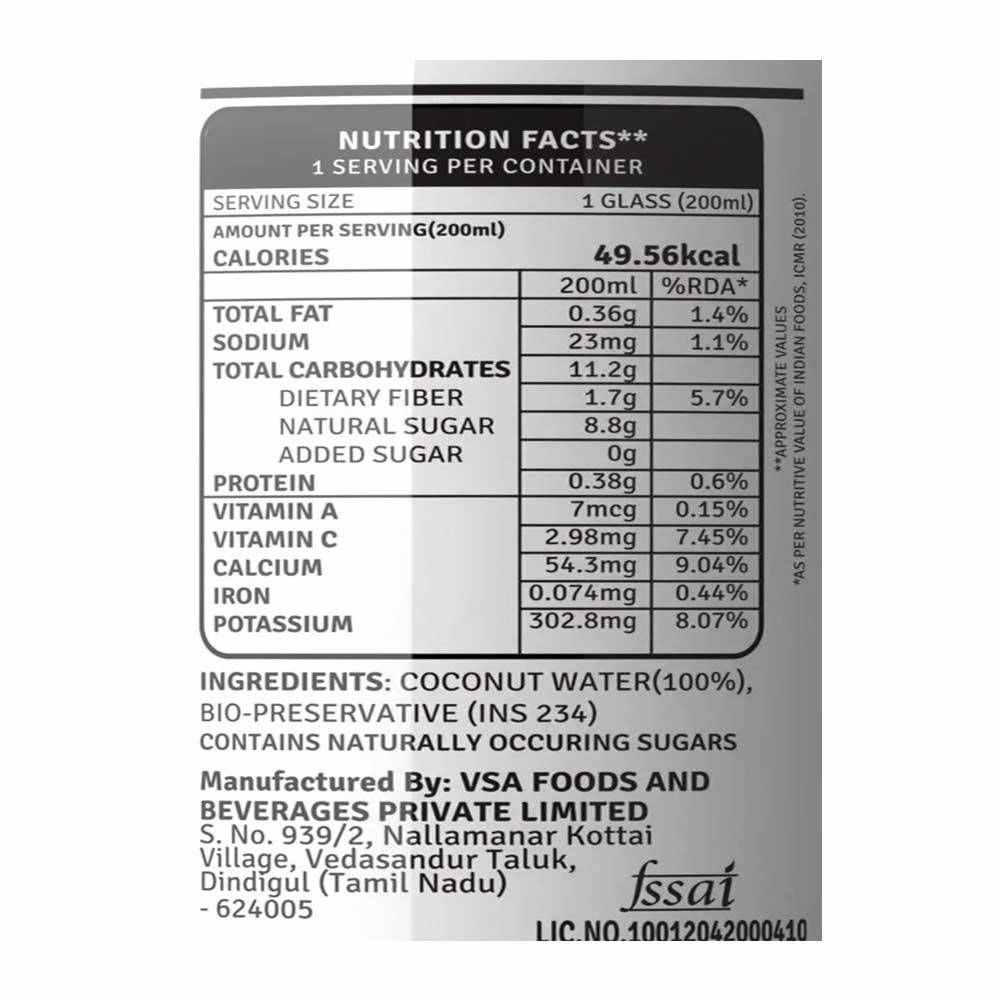 NUTRITION FACTS**
1 SERVING PER CONTAINER
SERVING SIZE 1 GLASS (200ml)
AMOUNT PER SERVING(200ml)
CALORIES 49.56kcal
200ml %RDA*
TOTAL FAT 0.36g 1.4%
SODIUM 23mg 1.1%
TOTAL CARBOHYDRATES 11.2g
DIETARY FIBER 1.7g 5.7%
NATURAL SUGAR 8.8g
ADDED SUGAR 0g
PROTEIN 0.38g 0.6%
VITAMIN A 7mcg 0.15%
VITAMIN C 2.98mg 7.45%
CALCIUM 54.3mg 9.04%
IRON 0.074mg 0.44%
POTASSIUM 302.8mg 8.07%
**APPROXIMATE VALUES
*AS PER NUTRITIVE VALUE OF INDIAN FOODS, ICMR (2010).
INGREDIENTS: COCONUT WATER(100%),
BIO-PRESERVATIVE (INS 234)
CONTAINS NATURALLY OCCURING SUGARS
Manufactured By: VSA FOODS AND
BEVERAGES PRIVATE LIMITED
S. No. 939/2, Nallamanar Kottai
Village, Vedasandur Taluk,
Dindigul (Tamil Nadu)
- 624005
fssai
LIC.NO.10012042000410